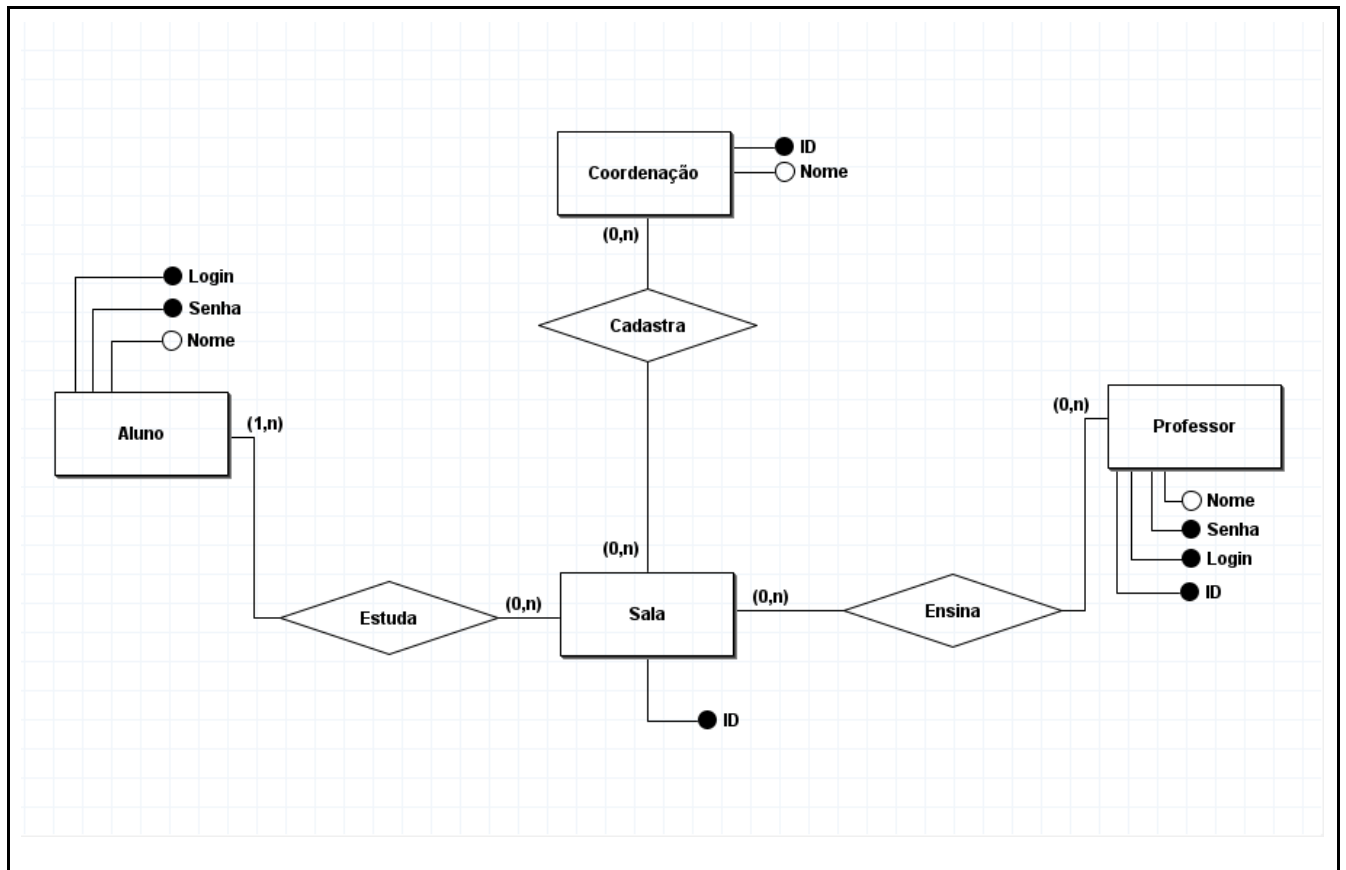 ID
Coordenação
Nome
(0,n)
Login
Senha
Nome
Cadastra
(1,n)
Aluno
(0,n)
Professor
Nome
Senha
Login
ID
(0,n)
(0,n)
Estuda
Sala
(0,n)
Ensina
ID